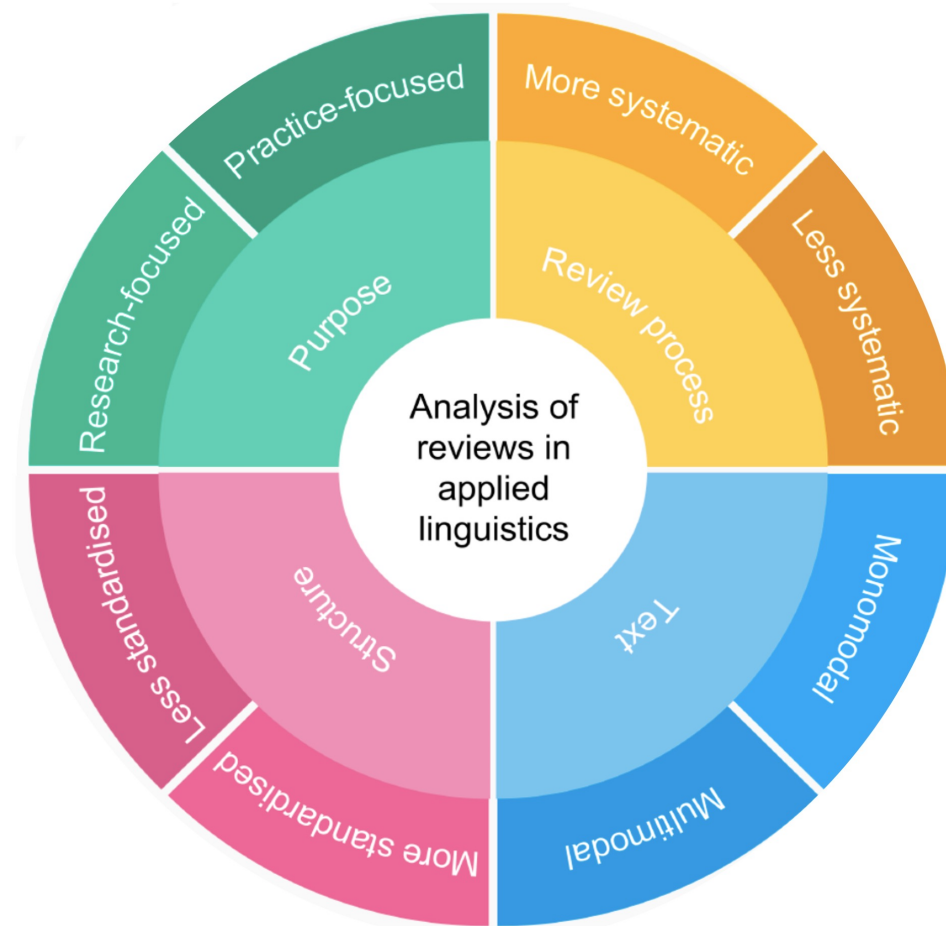 Practice-focused
More systematic
Research-focused
Purpose
Review process
Less systematic
Analysis of
reviews in
applied
linguistics
Less standardised
Structure
Text
Monomodal
More standardised
Multimodal